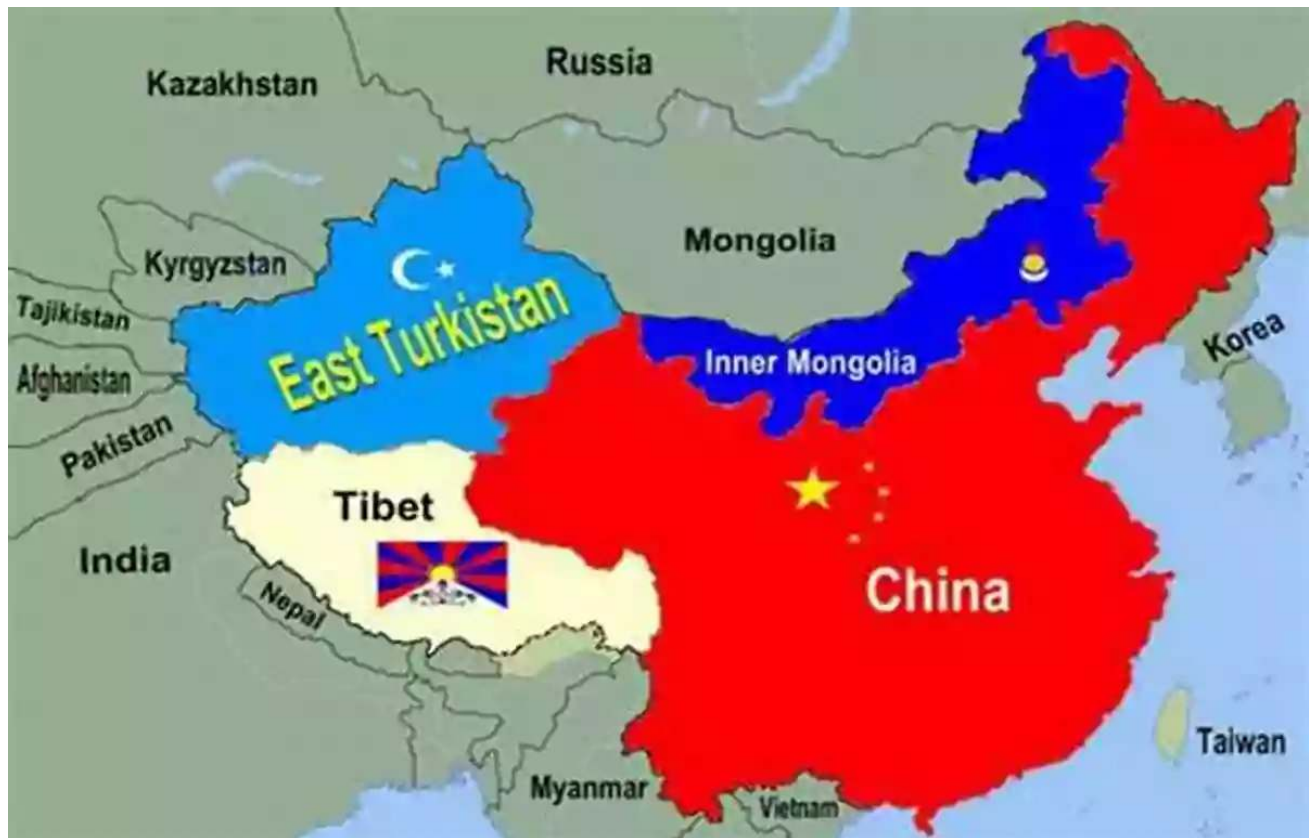 Russia
Kazakhstan
Mongolia
Kyrgyzstan
Tajikistan
East Turkistan
Korea
Inner Mongolia
Afghanistan
Pakistan
Tibet
India
China
Nepal
Taiwan
Myanmar
Vietnam